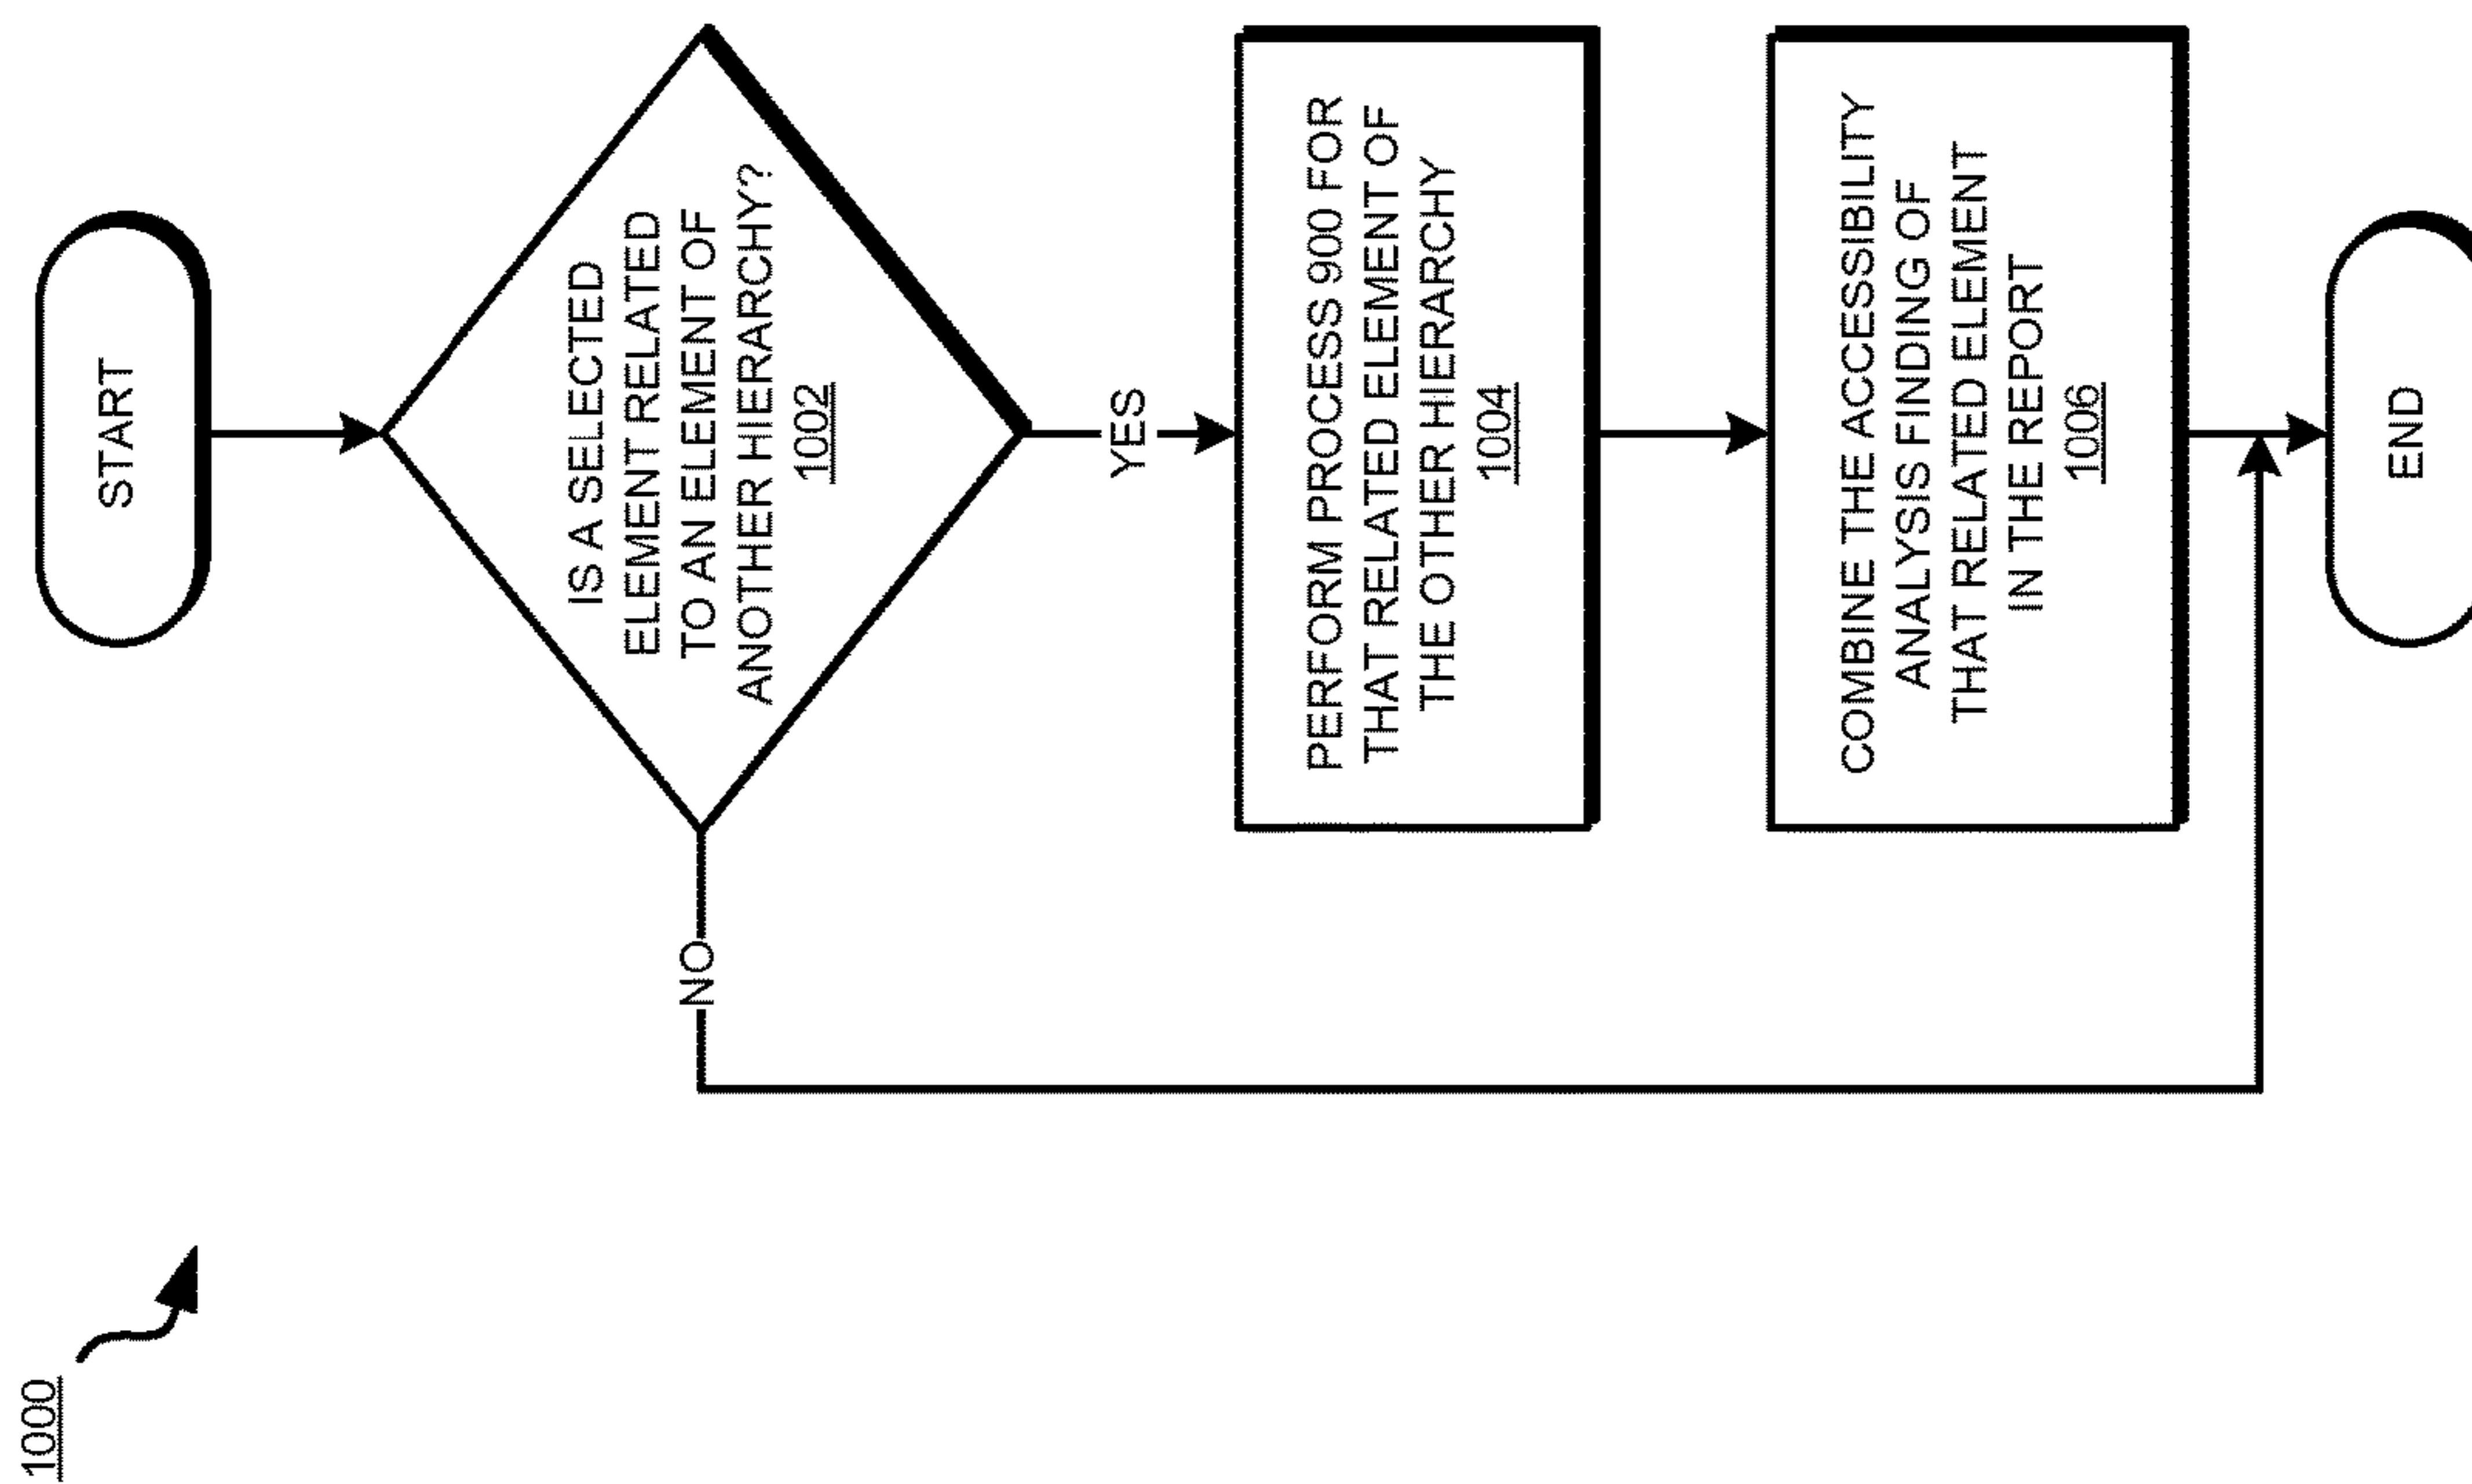 1000
START
IS A SELECTED
ELEMENT RELATED
TO AN ELEMENT OF
ANOTHER HIERARCHY?
1002
NO
YES
PERFORM PROCESS 900 FOR
THAT RELATED ELEMENT OF
THE OTHER HIERARCHY
1004
COMBINE THE ACCESSIBILITY
ANALYSIS FINDING OF
THAT RELATED ELEMENT
IN THE REPORT
1006
END